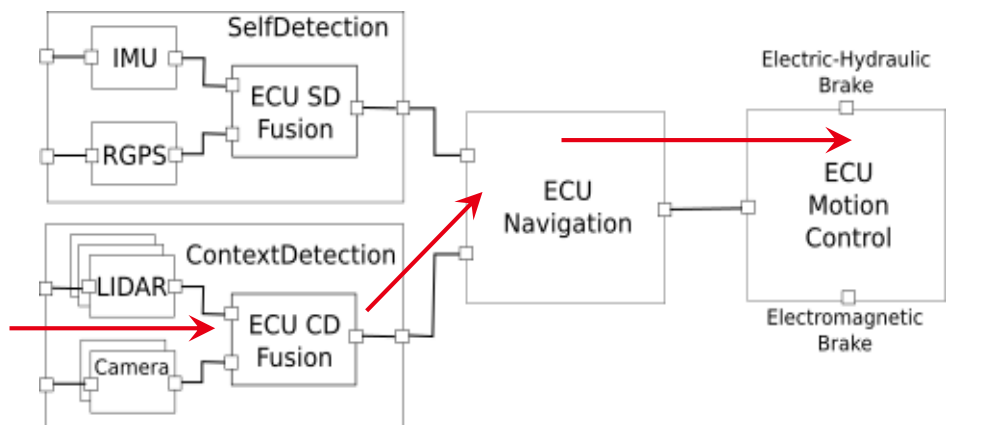 SelfDetection
IMU
ECU SD
Fusion
RGPS
ContextDetection
LIDAR
ECU CD
Fusion
Camera
ECU
Navigation
Electric-Hydraulic
Brake
ECU
Motion
Control
Electromagnetic
Brake